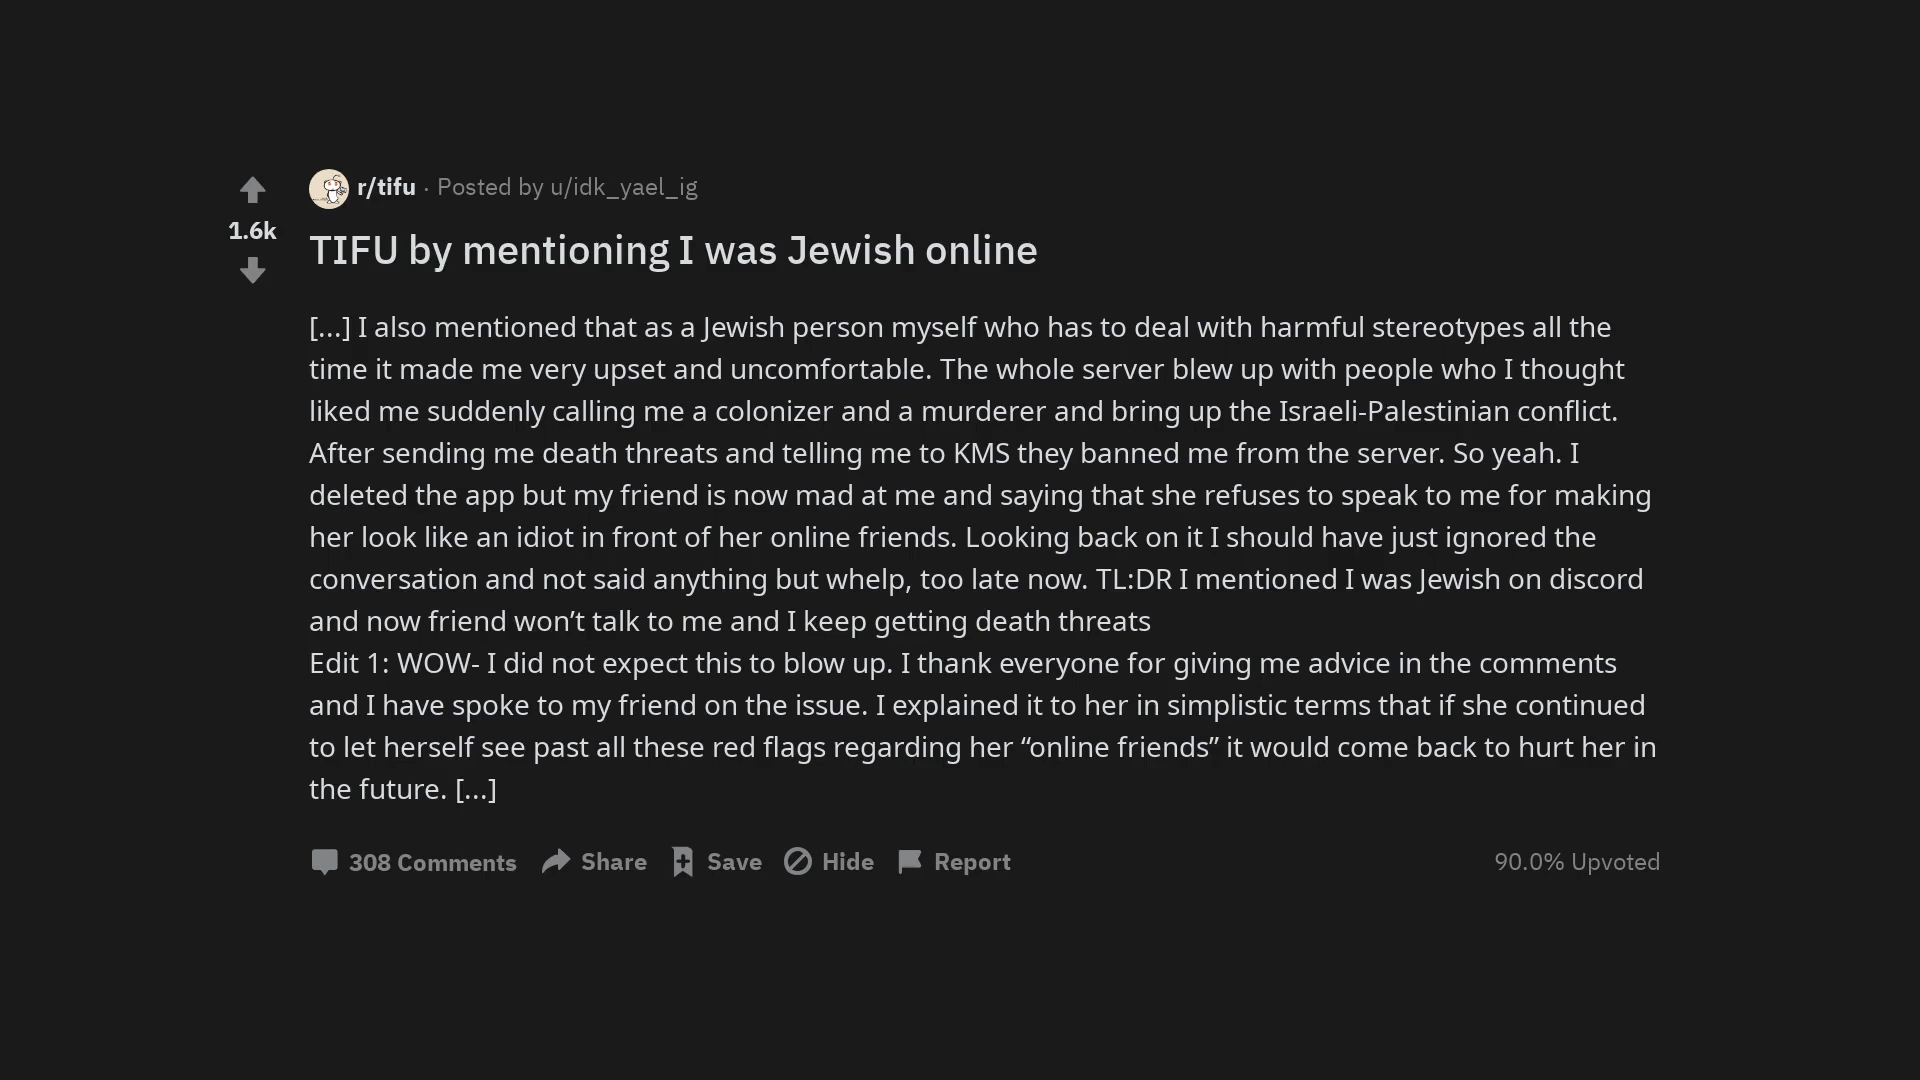 r/tifu · Posted by u/idk_yael_ig
1.6k
TIFU by mentioning I was Jewish online
[...] I also mentioned that as a Jewish person myself who has to deal with harmful stereotypes all the
time it made me very upset and uncomfortable. The whole server blew up with people who I thought
liked me suddenly calling me a colonizer and a murderer and bring up the Israeli-Palestinian conflict.
After sending me death threats and telling me to KMS they banned me from the server. So yeah. I
deleted the app but my friend is now mad at me and saying that she refuses to speak to me for making
her look like an idiot in front of her online friends. Looking back on it I should have just ignored the
conversation and not said anything but whelp, too late now. TL:DR I mentioned I was Jewish on discord
and now friend won’t talk to me and I keep getting death threats
Edit 1: WOW- I did not expect this to blow up. I thank everyone for giving me advice in the comments
and I have spoke to my friend on the issue. I explained it to her in simplistic terms that if she continued
to let herself see past all these red flags regarding her “online friends” it would come back to hurt her in
the future. [...]
308 Comments Share Save Hide Report 90.0% Upvoted